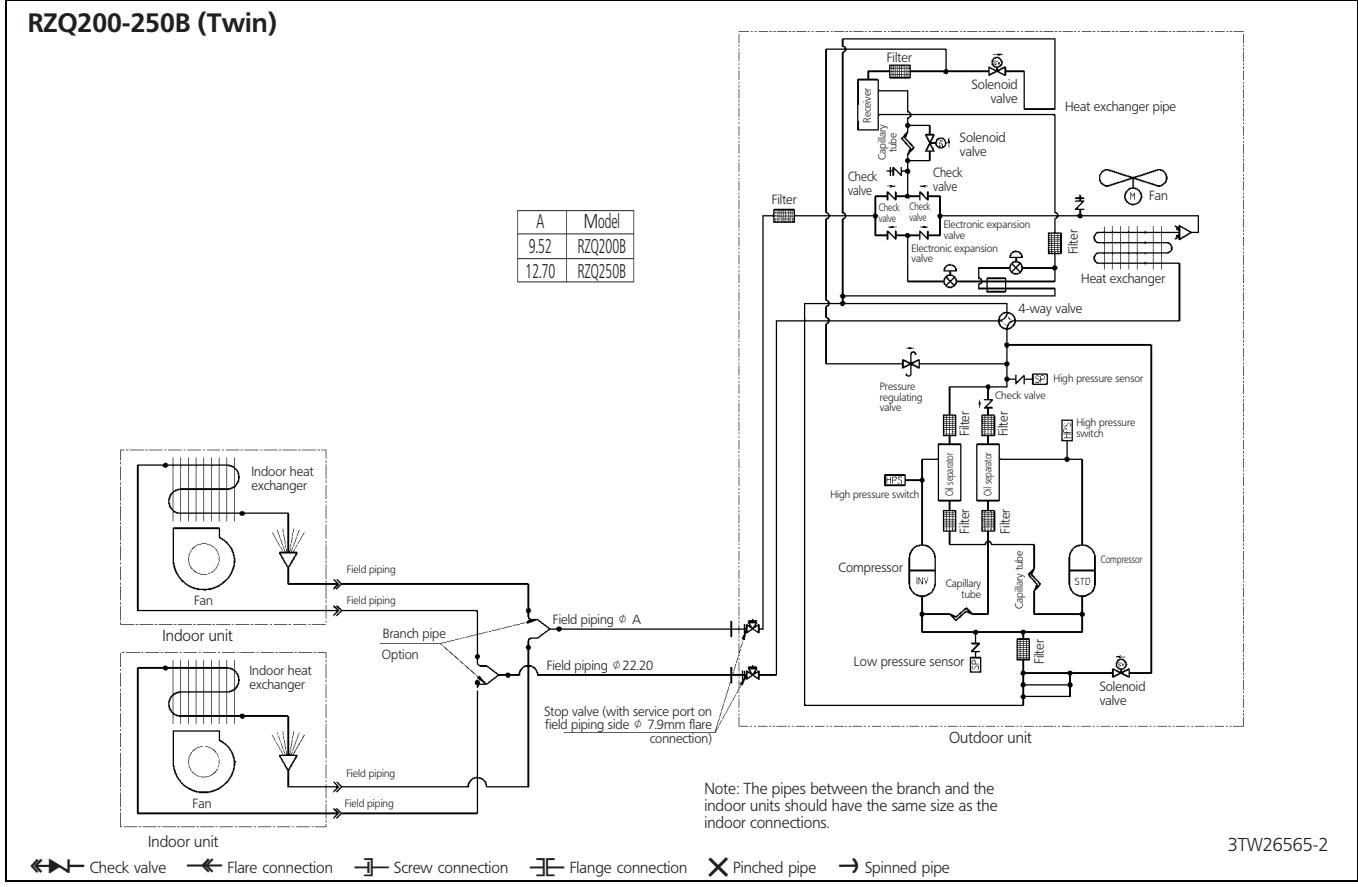 RZQ200-250B (Twin)
A Model
9.52 RZQ200B
12.70 RZQ250B
Filter
Solenoid
valve
Receiver
Heat exchanger pipe
Capillary
tube
Solenoid
valve
Check
valve
Check
valve
Filter
Check
valve
Check
valve
Electronic expansion
valve
Electronic expansion
valve
Filter
M
Fan
Heat exchanger
4-way valve
Pressure
regulating
valve
SP
High pressure sensor
Check valve
Filter
Filter
HPS
High pressure
switch
Oil separator
Oil separator
HPS
High pressure switch
Filter
Filter
Compressor
INV
Capillary
tube
Capillary tube
Compressor
STD
Low pressure sensor
SP
Filter
Solenoid
valve
Outdoor unit
Indoor heat
exchanger
Fan
Indoor unit
Field piping
Field piping
Branch pipe
Option
Field piping ϕ A
Field piping ϕ 22.20
Indoor heat
exchanger
Fan
Indoor unit
Field piping
Field piping
Stop valve (with service port on
field piping side ϕ 7.9mm flare
connection)
Note: The pipes between the branch and the
indoor units should have the same size as the
indoor connections.
3TW26565-2
Check valve
Flare connection
Screw connection
Flange connection
Pinched pipe
Spinned pipe